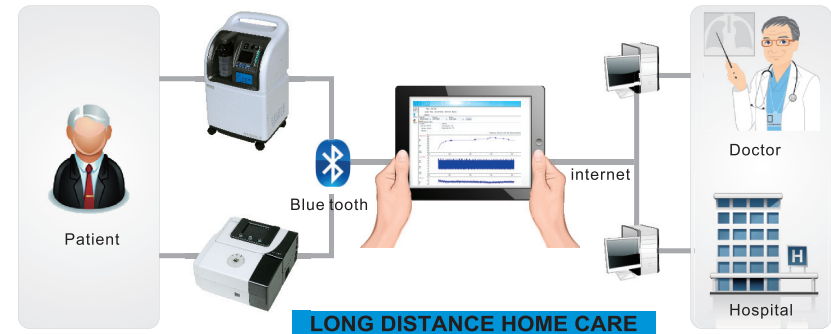 Patient
Blue tooth
internet
Doctor
H
Hospital
LONG DISTANCE HOME CARE